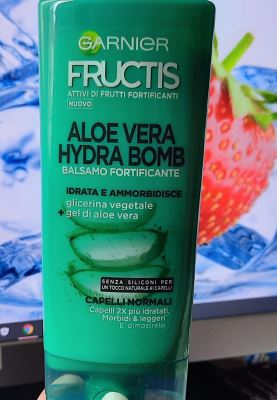 GARNIER
FRUCTIS
ATTIVI DI FRUTTI FORTIFICANTI
NUOVO
ALOE VERA
HYDRA BOMB
BALSAMO FORTIFICANTE
IDRATA E AMMORBIDISCE
glicerina vegetale
+ gel di aloe vera
SENZA SILICONI PER
UN TOCCO NATURALE AI CAPELLI
CAPELLI NORMALI
Capelli 2X più idratati,
Morbidi & leggeri*
E' dimostrato